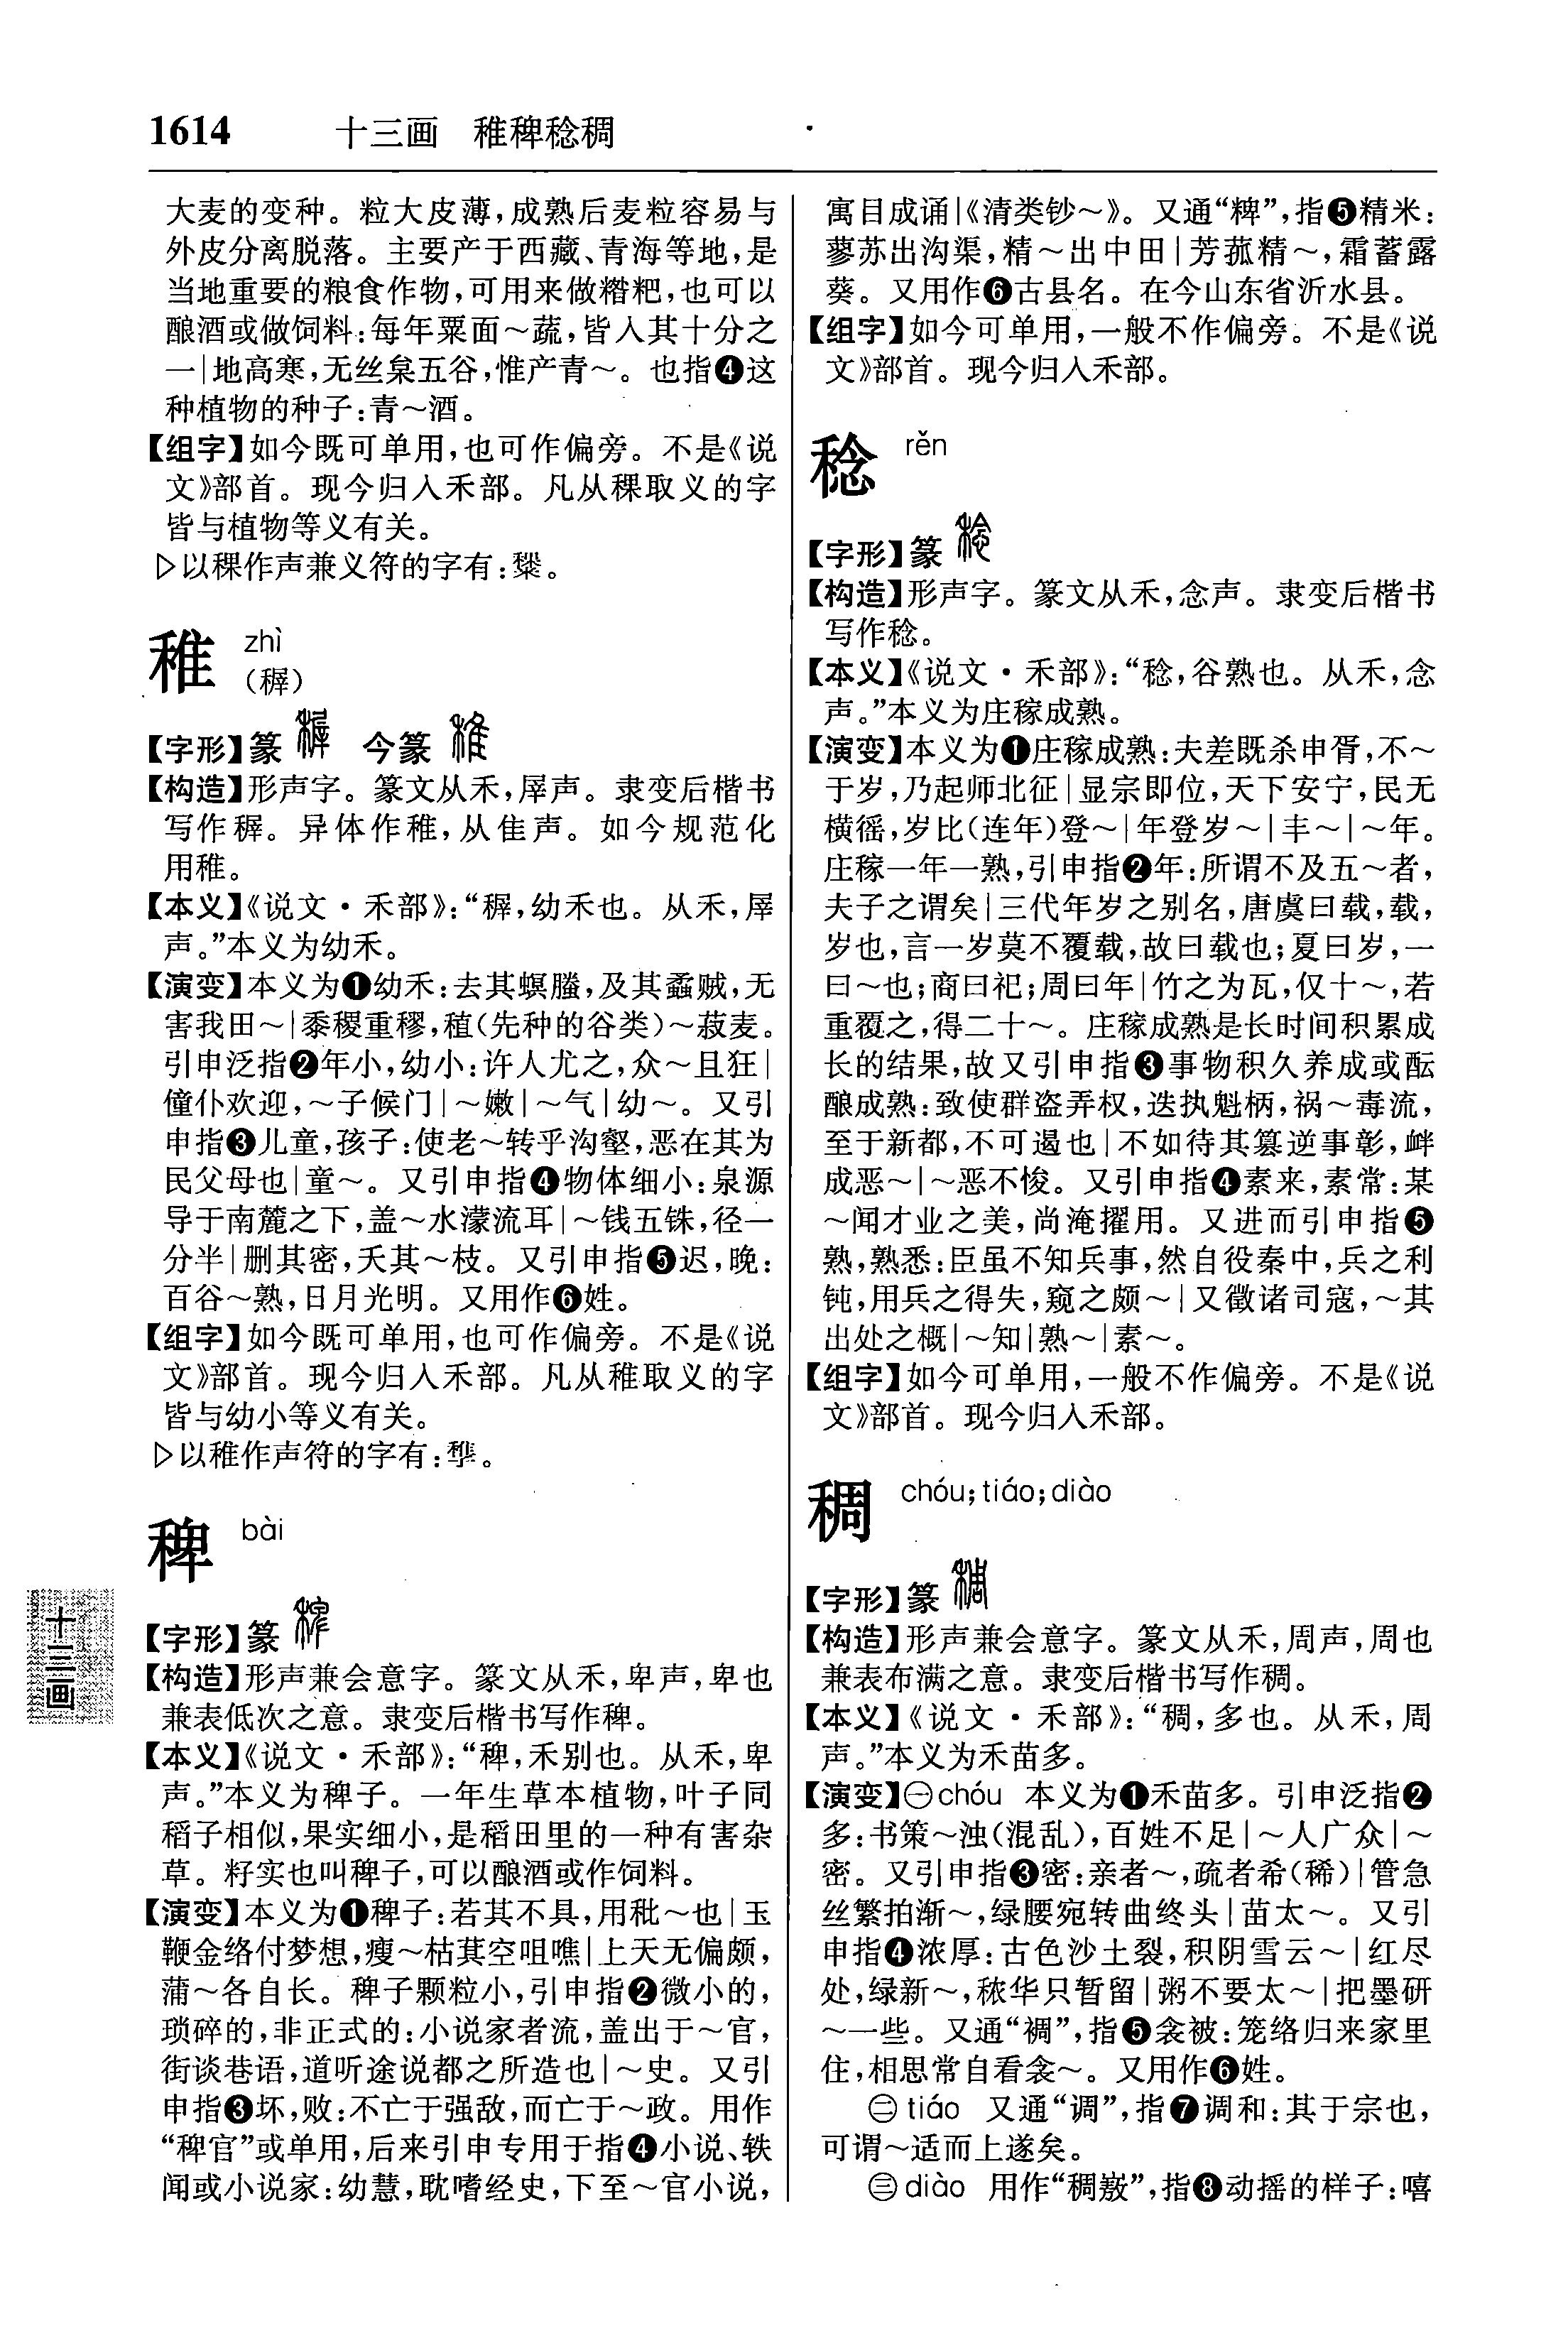 1614 十三画 稚稗稔稠
大麦的变种。粒大皮薄,成熟后麦粒容易与
外皮分离脱落。主要产于西藏、青海等地,是
当地重要的粮食作物,可用来做糌粑,也可以
酿酒或做饲料:每年粟面～蔬,皆入其十分之
一|地高寒,无丝枲五谷,惟产青～。也指❹这
种植物的种子:青～酒。
【组字】如今既可单用,也可作偏旁。不是《说
文》部首。现今归入禾部。凡从稞取义的字
皆与植物等义有关。
▷以稞作声兼义符的字有:。
稚 zhì
(稺)
【字形】篆 今篆
【构造】形声字。篆文从禾,屖声。隶变后楷书
写作稺。异体作稚,从隹声。如今规范化
用稚。
【本义】《说文·禾部》:“稺,幼禾也。从禾,屖
声。”本义为幼禾。
【演变】本义为❶幼禾:去其螟螣,及其蟊贼,无
害我田～|黍稷重穋,稙(先种的谷类)～菽麦。
引申泛指❷年小,幼小:许人尤之,众～且狂|
僮仆欢迎,～子候门|～嫩|～气|幼～。又引
申指❸儿童,孩子:使老～转乎沟壑,恶在其为
民父母也|童～。又引申指❹物体细小:泉源
导于南麓之下,盖～水濛流耳|～钱五铢,径一
分半|删其密,夭其～枝。又引申指❺迟,晚:
百谷～熟,日月光明。又用作❻姓。
【组字】如今既可单用,也可作偏旁。不是《说
文》部首。现今归入禾部。凡从稚取义的字
皆与幼小等义有关。
▷以稚作声符的字有:。
稗 bài
【字形】篆
【构造】形声兼会意字。篆文从禾,卑声,卑也
兼表低次之意。隶变后楷书写作稗。
【本义】《说文·禾部》:“稗,禾别也。从禾,卑
声。”本义为稗子。一年生草本植物,叶子同
稻子相似,果实细小,是稻田里的一种有害杂
草。籽实也叫稗子,可以酿酒或作饲料。
【演变】本义为❶稗子:若其不具,用秕～也|玉
鞭金络付梦想,瘦～枯萁空咀噍|上天无偏颇,
蒲～各自长。稗子颗粒小,引申指❷微小的,
琐碎的,非正式的:小说家者流,盖出于～官,
街谈巷语,道听途说都之所造也|～史。又引
申指❸坏,败:不亡于强敌,而亡于～政。用作
“稗官”或单用,后来引申专用于指❹小说、轶
闻或小说家:幼慧,耽嗜经史,下至～官小说,
寓目成诵|《清类钞～》。又通“粺”,指❺精米:
蓼苏出沟渠,精～出中田|芳菰精～,霜蓄露
葵。又用作❻古县名。在今山东省沂水县。
【组字】如今可单用,一般不作偏旁。不是《说
文》部首。现今归入禾部。
稔 rěn
【字形】篆
【构造】形声字。篆文从禾,念声。隶变后楷书
写作稔。
【本义】《说文·禾部》:“稔,谷熟也。从禾,念
声。”本义为庄稼成熟。
【演变】本义为❶庄稼成熟:夫差既杀申胥,不～
于岁,乃起师北征|显宗即位,天下安宁,民无
横徭,岁比(连年)登～|年登岁～|丰～|～年。
庄稼一年一熟,引申指❷年:所谓不及五～者,
夫子之谓矣|三代年岁之别名,唐虞曰载,载,
岁也,言一岁莫不覆载,故曰载也;夏曰岁,一
曰～也;商曰祀;周曰年|竹之为瓦,仅十～,若
重覆之,得二十～。庄稼成熟是长时间积累成
长的结果,故又引申指❸事物积久养成或酝
酿成熟:致使群盗弄权,迭执魁柄,祸～毒流,
至于新都,不可遏也|不如待其篡逆事彰,衅
成恶～|～恶不悛。又引申指❹素来,素常:某
～闻才业之美,尚淹擢用。又进而引申指❺
熟,熟悉:臣虽不知兵事,然自役秦中,兵之利
钝,用兵之得失,窥之颇～|又徵诸司寇,～其
出处之概|～知|熟～|素～。
【组字】如今可单用,一般不作偏旁。不是《说
文》部首。现今归入禾部。
稠 chóu;tiáo;diào
【字形】篆
【构造】形声兼会意字。篆文从禾,周声,周也
兼表布满之意。隶变后楷书写作稠。
【本义】《说文·禾部》:“稠,多也。从禾,周
声。”本义为禾苗多。
【演变】㊀chóu 本义为❶禾苗多。引申泛指❷
多:书策～浊(混乱),百姓不足|～人广众|～
密。又引申指❸密:亲者～,疏者希(稀)|管急
丝繁拍渐～,绿腰宛转曲终头|苗太～。又引
申指❹浓厚:古色沙土裂,积阴雪云～|红尽
处,绿新～,秾华只暂留|粥不要太～|把墨研
～一些。又通“裯”,指❺衾被:笼络归来家里
住,相思常自看衾～。又用作❻姓。
㊁tiáo 又通“调”,指❼调和:其于宗也,
可谓～适而上遂矣。
㊂diào 用作“稠嶅”,指❽动摇的样子:嘻
十三画